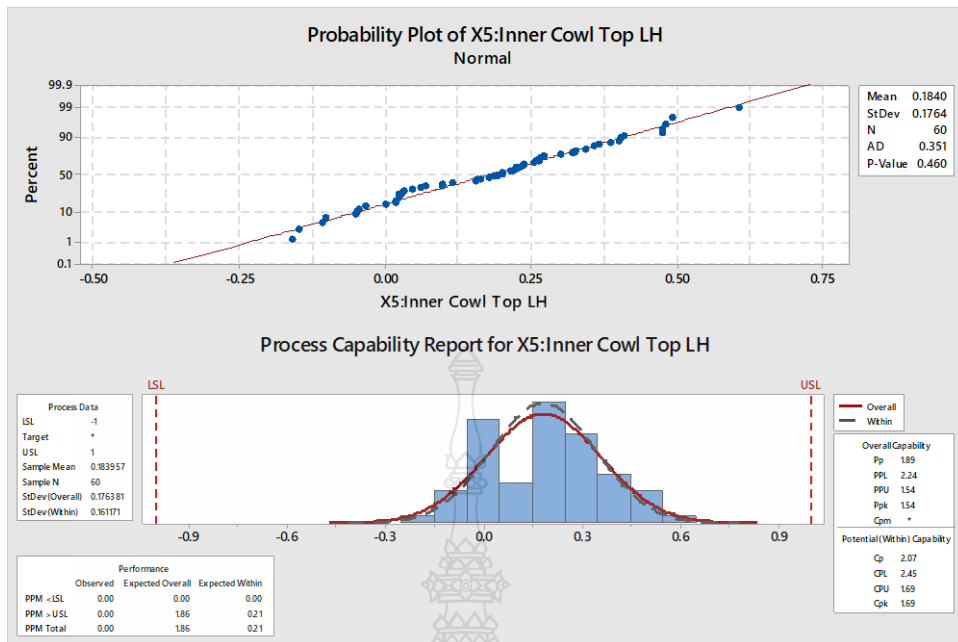 Probability Plot of X5:Inner Cowl Top LH
Normal
99.9
99
90
50
10
1
0.1
Percent
-0.50
-0.25
0.00
0.25
0.50
0.75
X5:Inner Cowl Top LH
Mean 0.1840
StDev 0.1764
N 60
AD 0.351
P-Value 0.460
Process Capability Report for X5:Inner Cowl Top LH
LSL
USL
Process Data
LSL -1
Target *
USL 1
Sample Mean 0.183957
Sample N 60
StDev(Overall) 0.176381
StDev(Within) 0.161171
Overall
Within
Overall Capability
Pp 1.89
PPL 2.24
PPU 1.54
Ppk 1.54
Cpm *
Potential (Within) Capability
Cp 2.07
CPL 2.45
CPU 1.69
Cpk 1.69
-0.9
-0.6
-0.3
0.0
0.3
0.6
0.9
Performance
Observed Expected Overall Expected Within
PPM < LSL 0.00 0.00 0.00
PPM > USL 0.00 1.86 0.21
PPM Total 0.00 1.86 0.21